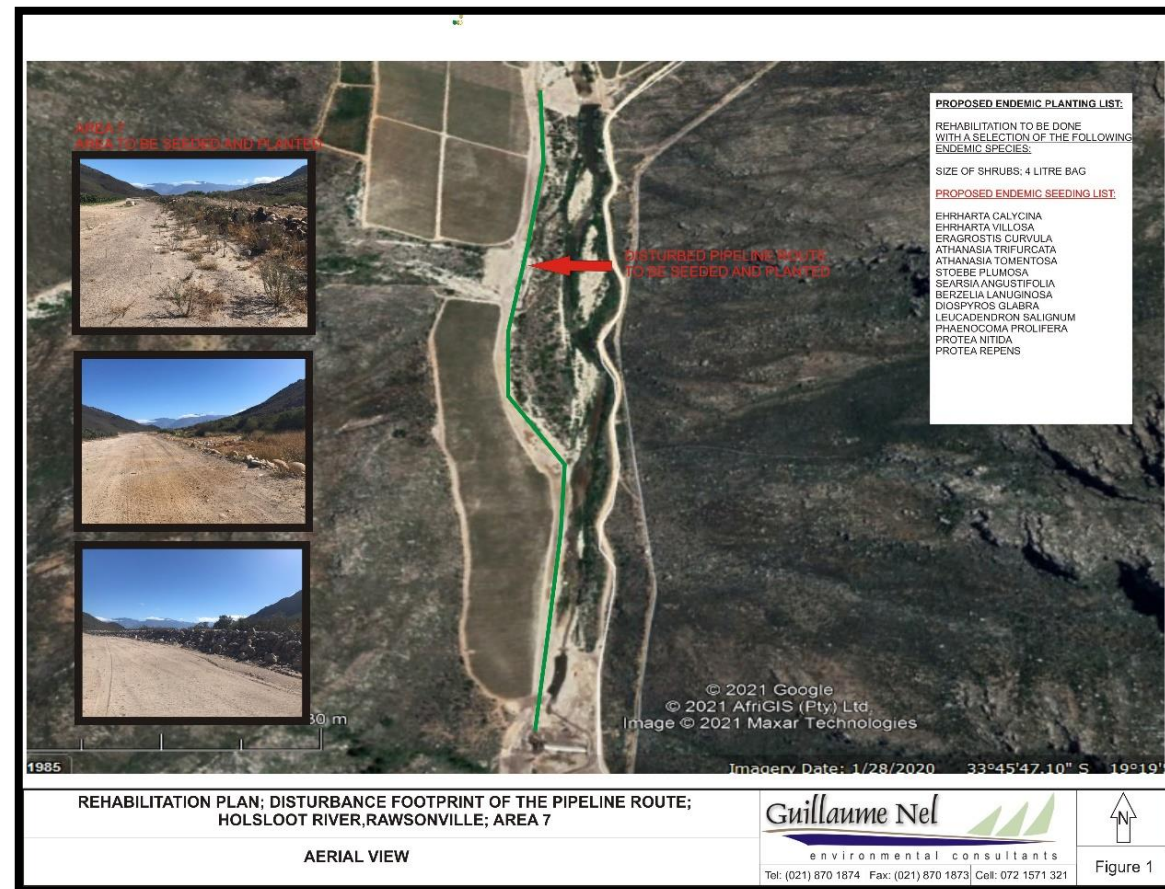 AREA 7
AREA TO BE SEEDED AND PLANTED
DISTURBED PIPELINE ROUTE
TO BE SEEDED AND PLANTED
PROPOSED ENDEMIC PLANTING LIST:
REHABILITATION TO BE DONE
WITH A SELECTION OF THE FOLLOWING
ENDEMIC SPECIES:
SIZE OF SHRUBS; 4 LITRE BAG
PROPOSED ENDEMIC SEEDING LIST:
EHRHARTA CALYCINA
EHRHARTA VILLOSA
ERAGROSTIS CURVULA
ATHANASIA TRIFURCATA
ATHANASIA TOMENTOSA
STOEBE PLUMOSA
SEARSIA ANGUSTIFOLIA
BERZELIA LANUGINOSA
DIOSPYROS GLABRA
LEUCADENDRON SALIGNUM
PHAENOCOMA PROLIFERA
PROTEA NITIDA
PROTEA REPENS
© 2021 Google
© 2021 AfriGIS (Pty) Ltd.
Image © 2021 Maxar Technologies
1985
Imagery Date: 1/28/2020 33°45'47.10" S 19°19'
REHABILITATION PLAN; DISTURBANCE FOOTPRINT OF THE PIPELINE ROUTE;
HOLSLOOT RIVER,RAWSONVILLE; AREA 7
AERIAL VIEW
Guillaume Nel
environmental consultants
Tel: (021) 870 1874 Fax: (021) 870 1873 Cell: 072 1571 321
N
Figure 1